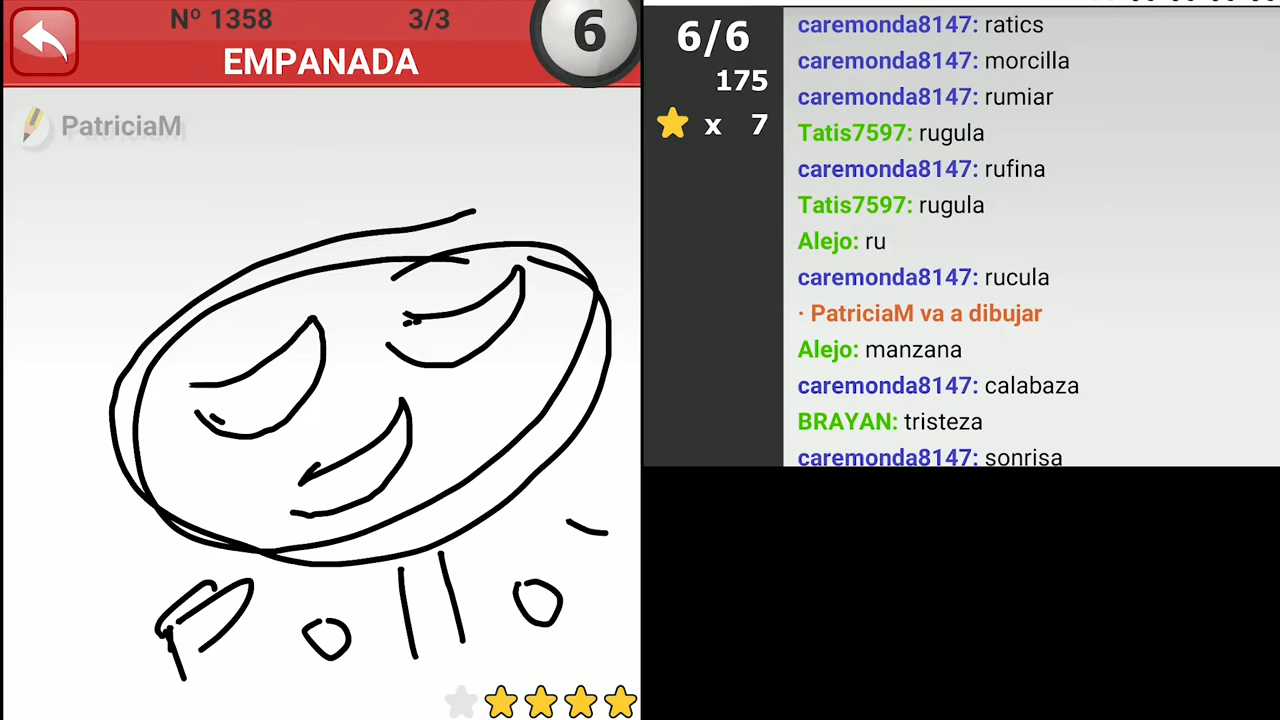 Nº 1358 3/3
EMPANADA
6
PatriciaM
6/6
175
x 7
caremonda8147: ratics
caremonda8147: morcilla
caremonda8147: rumiar
Tatis7597: rugula
caremonda8147: rufina
Tatis7597: rugula
Alejo: ru
caremonda8147: rucula
· PatriciaM va a dibujar
Alejo: manzana
caremonda8147: calabaza
BRAYAN: tristeza
caremonda8147: sonrisa